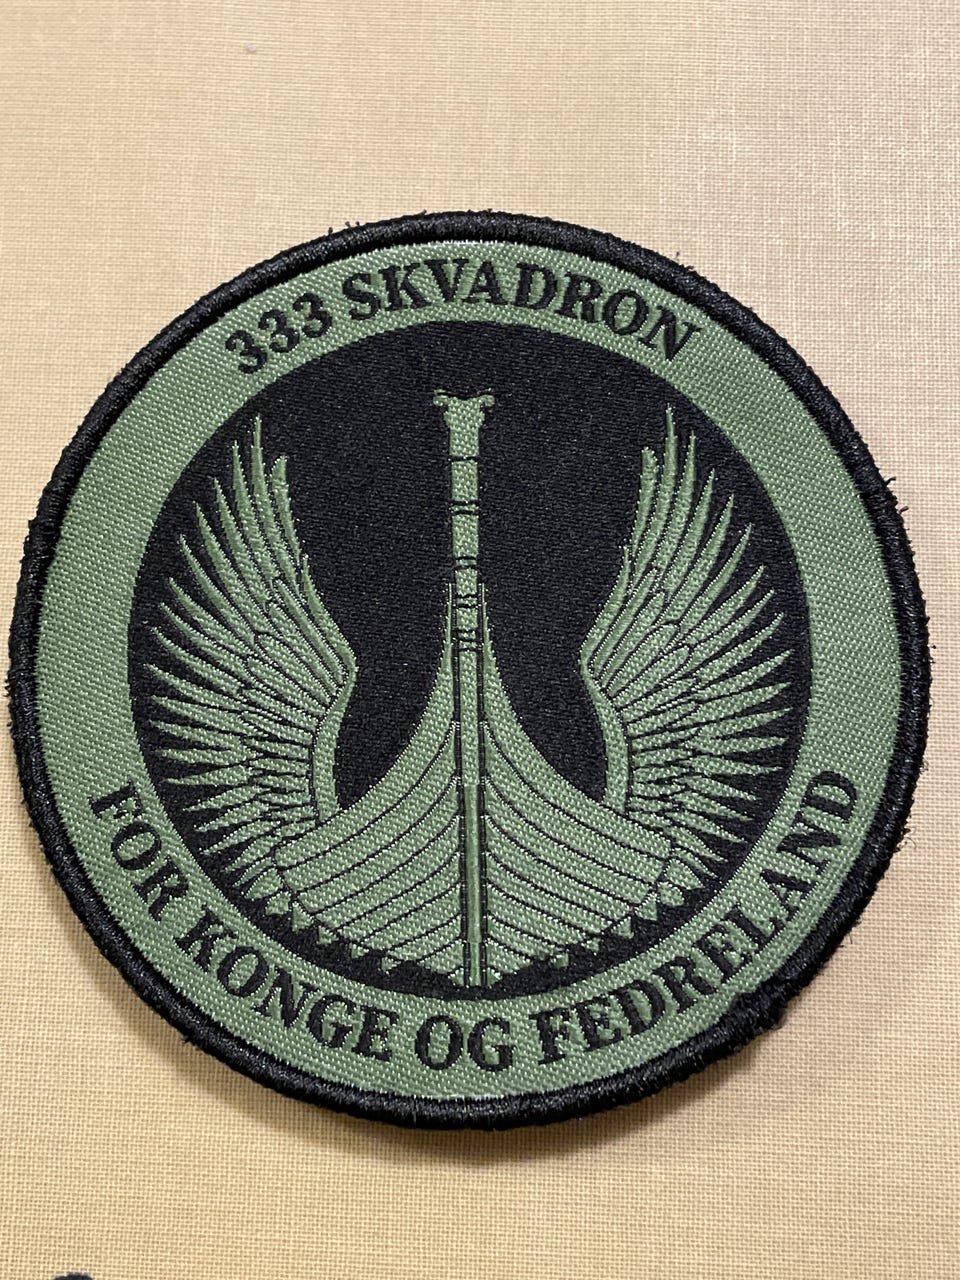 333 SKVADRON
FOR KONGE OG FEDRELAND